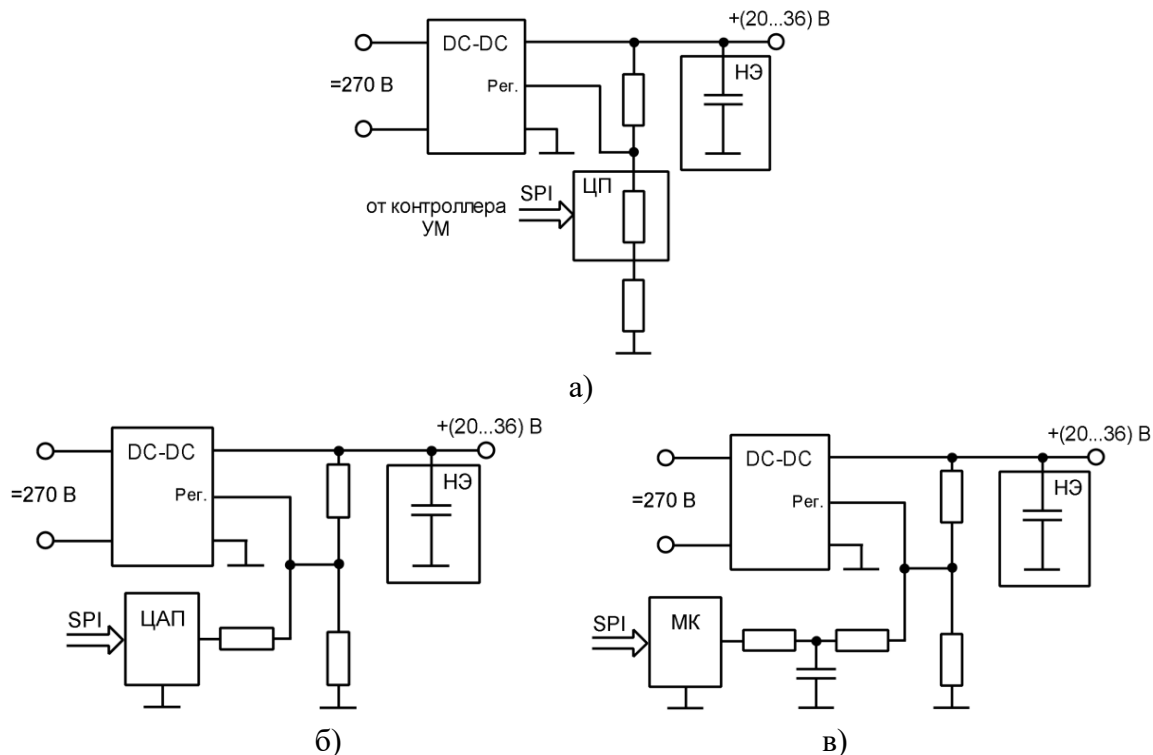 +(20...36) В
DC-DC
НЭ
=270 В
Рег.
ЦП
SPI
от контроллера
УМ
а)
+(20...36) В
DC-DC
НЭ
=270 В
Рег.
SPI
ЦАП
б)
+(20...36) В
DC-DC
НЭ
=270 В
Рег.
SPI
МК
в)